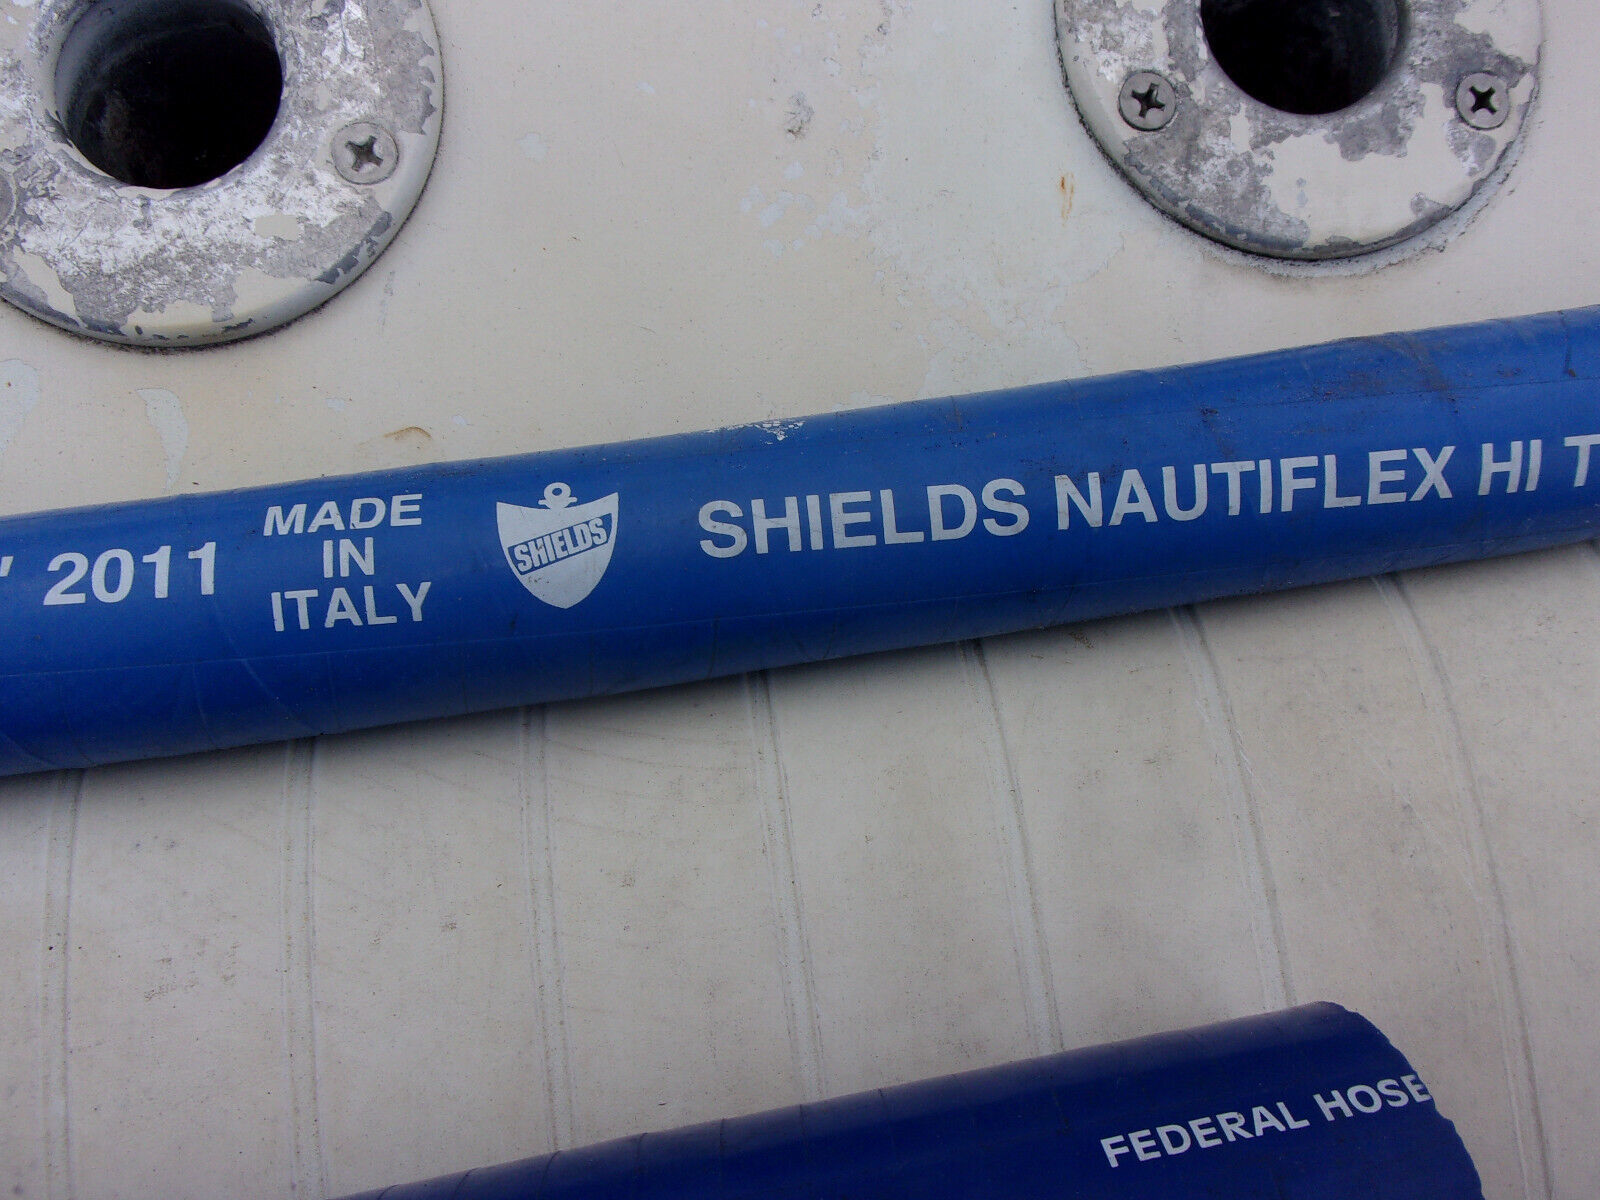 " 2011
MADE
IN
ITALY
SHIELDS
SHIELDS NAUTIFLEX HI T
FEDERAL HOSE